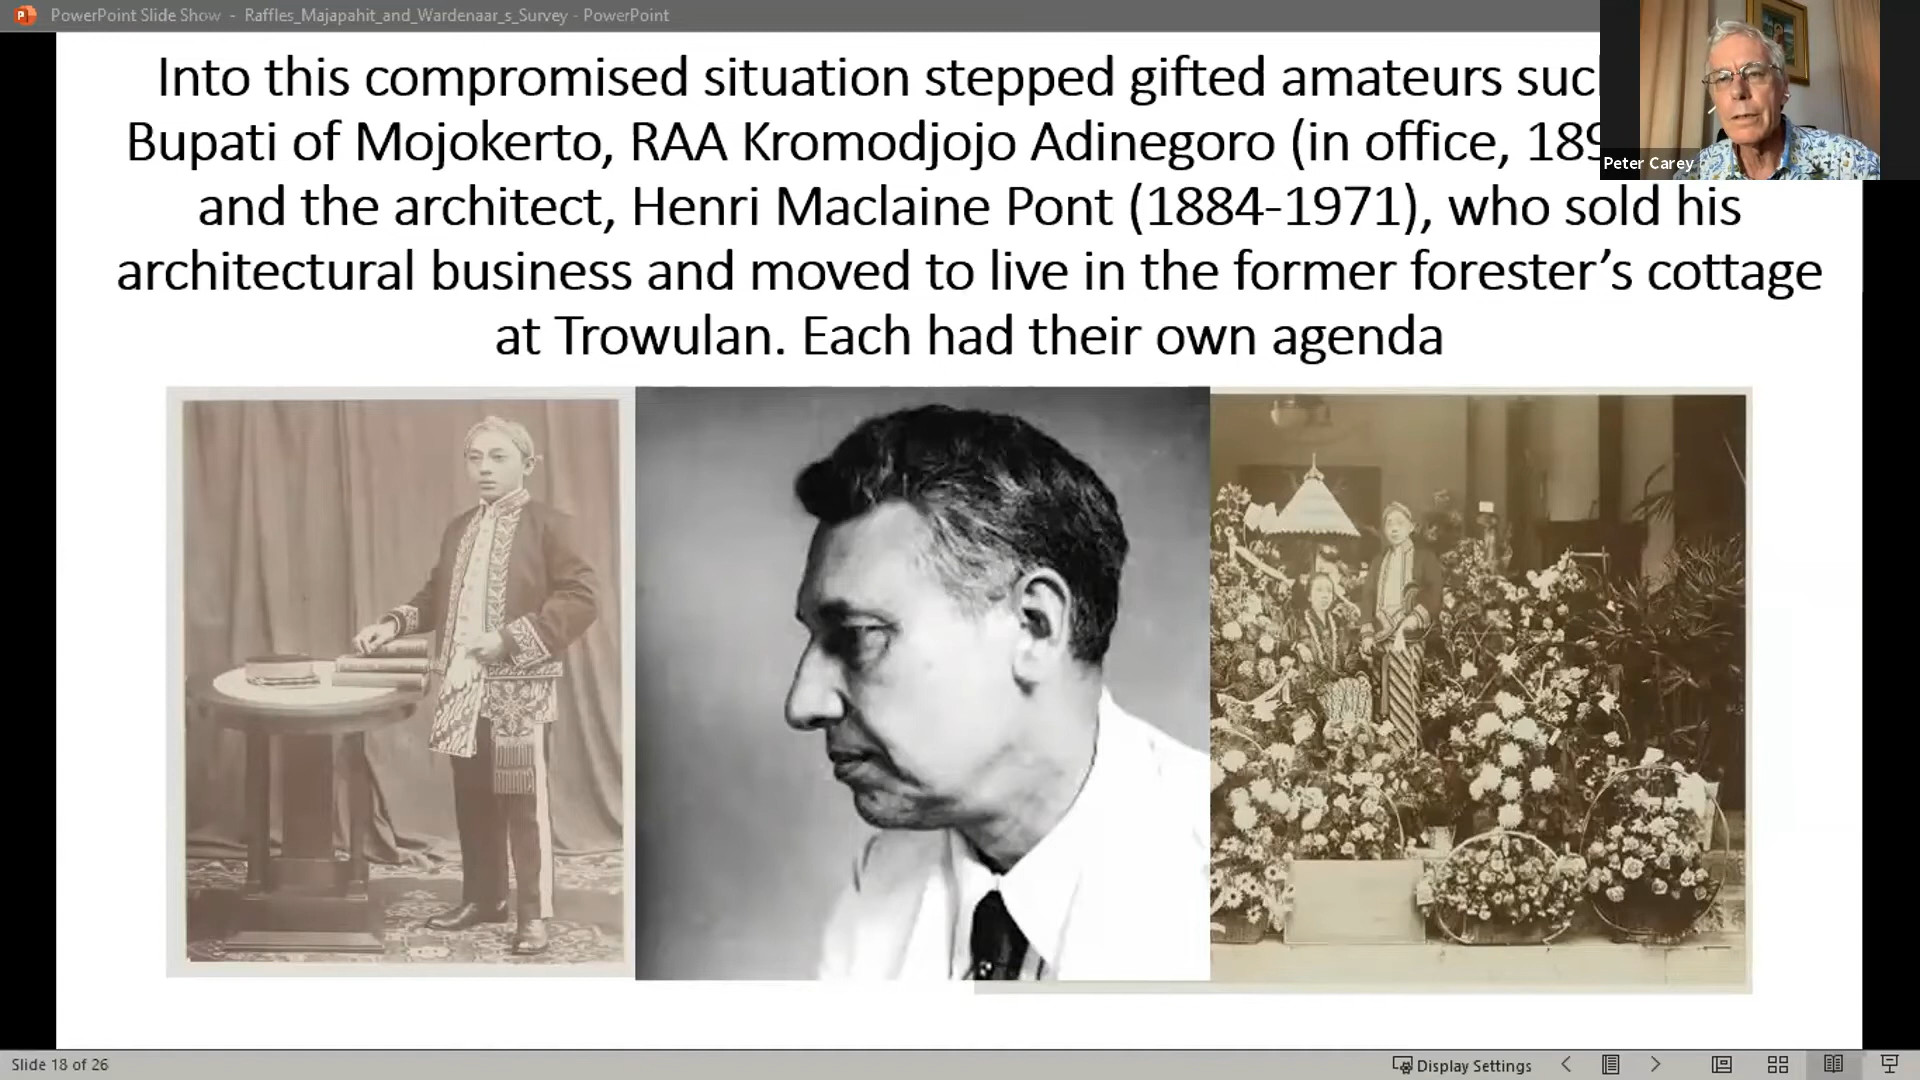 PowerPoint Slide Show - Raffles_Majapahit_and_Wardenaar_s_Survey - PowerPoint
Into this compromised situation stepped gifted amateurs
Bupati of Mojokerto, RAA Kromodjojo Adinegoro (in office, 189
Peter Carey
and the architect, Henri Maclaine Pont (1884-1971), who sold his
architectural business and moved to live in the former forester’s cottage
at Trowulan. Each had their own agenda
Slide 18 of 26
Display Settings